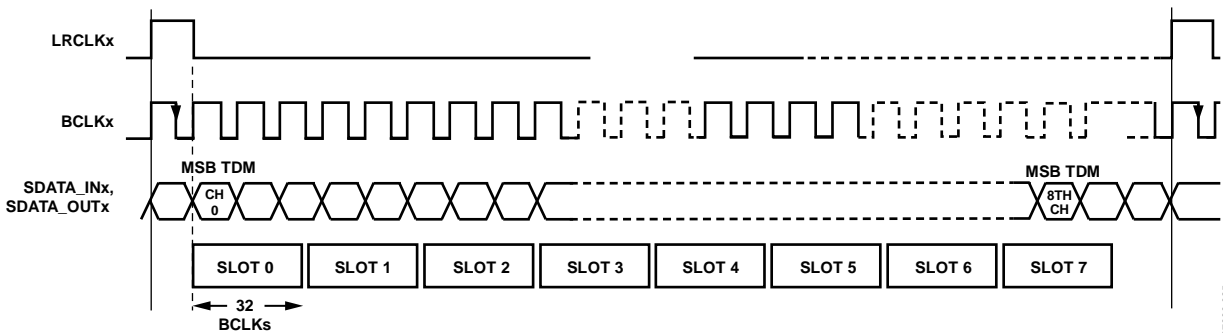 LRCLKx
BCLKx
MSB TDM
MSB TDM
SDATA_INx,
SDATA_OUTx
CH
0
8TH
CH
SLOT 0
SLOT 1
SLOT 2
SLOT 3
SLOT 4
SLOT 5
SLOT 6
SLOT 7
32
BCLKs